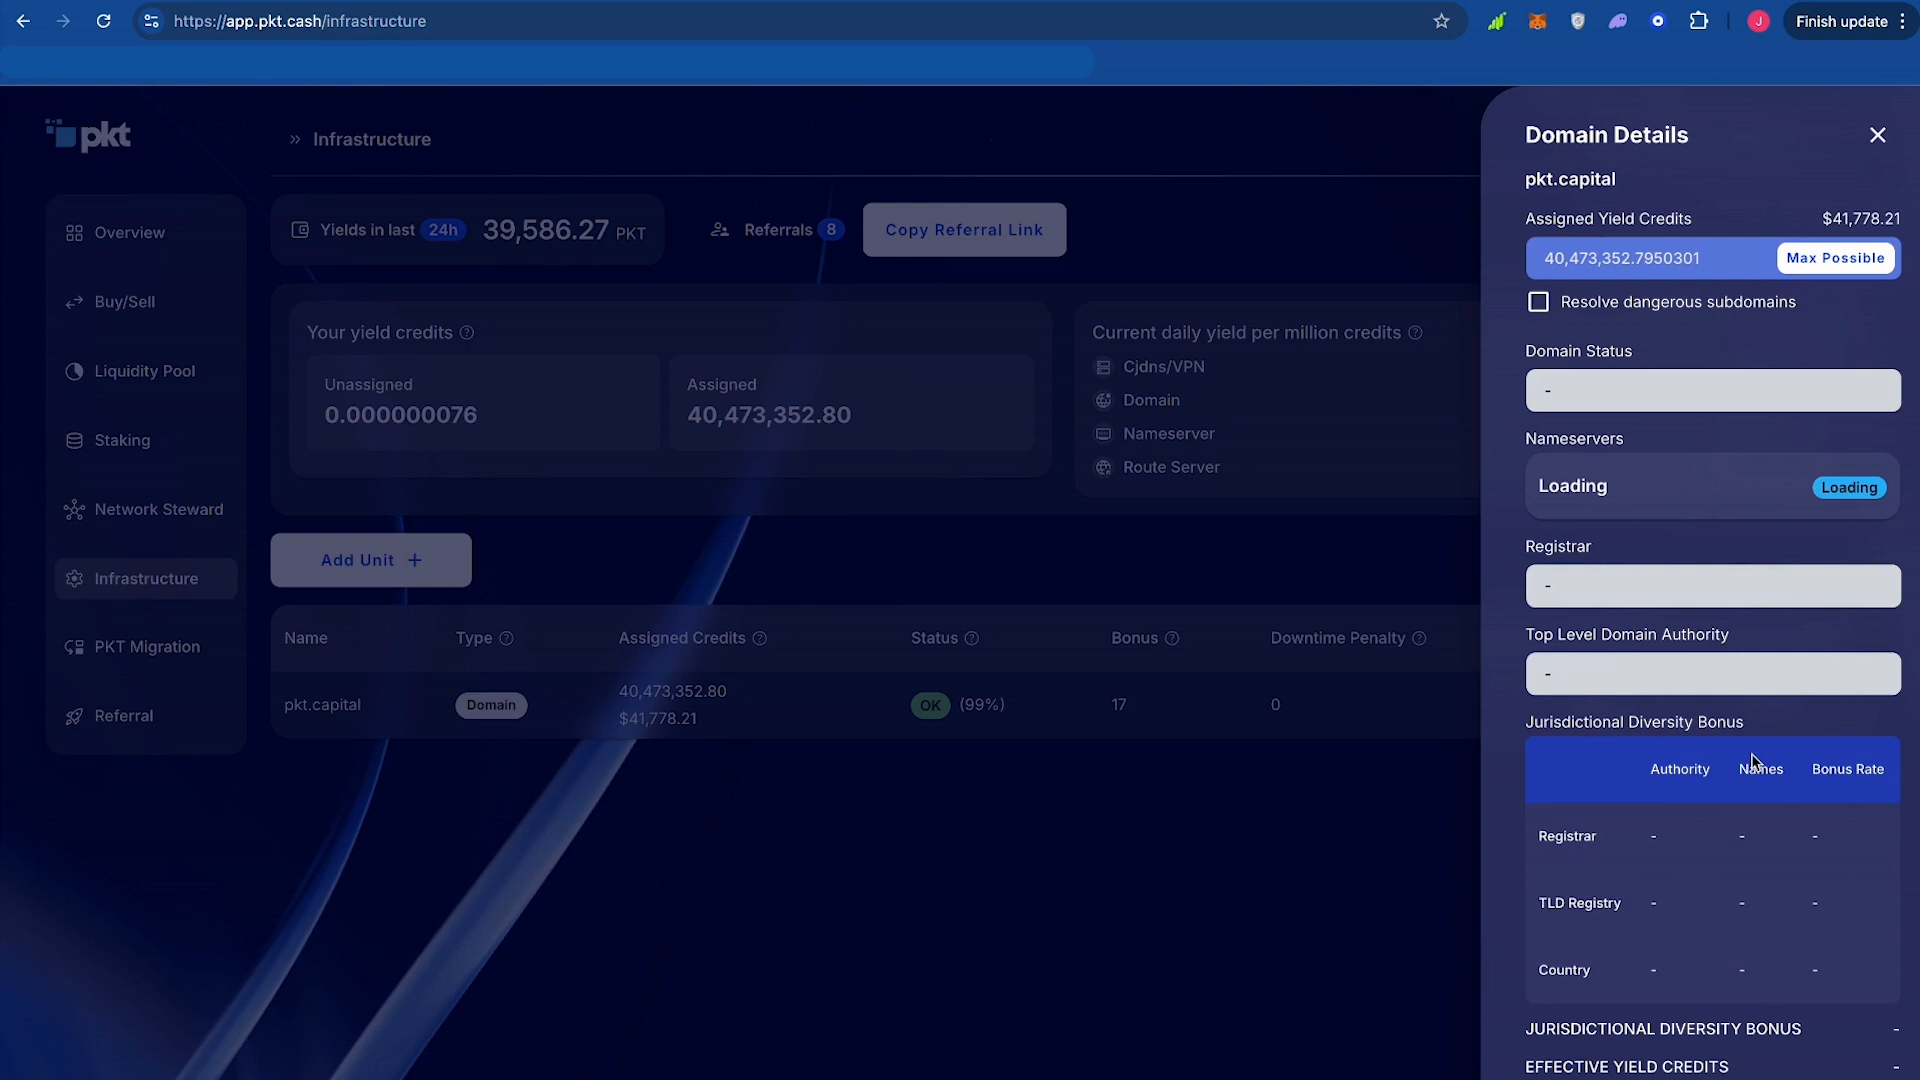 https://app.pkt.cash/infrastructure
J
Finish update
pkt
Infrastructure
Overview
Buy/Sell
Liquidity Pool
Staking
Network Steward
Infrastructure
PKT Migration
Referral
Yields in last 24h 39,586.27 PKT
Referrals 8
Copy Referral Link
Your yield credits
Unassigned
0.000000076
Assigned
40,473,352.80
Current daily yield per million credits
Cjdns/VPN
Domain
Nameserver
Route Server
Add Unit +
Name Type Assigned Credits Status Bonus Downtime Penalty
pkt.capital Domain 40,473,352.80 OK (99%) 17 0
$41,778.21
Domain Details
pkt.capital
Assigned Yield Credits $41,778.21
40,473,352.7950301 Max Possible
Resolve dangerous subdomains
Domain Status
-
Nameservers
Loading Loading
Registrar
-
Top Level Domain Authority
-
Jurisdictional Diversity Bonus
Authority Names Bonus Rate
Registrar - - -
TLD Registry - - -
Country - - -
JURISDICTIONAL DIVERSITY BONUS -
EFFECTIVE YIELD CREDITS -